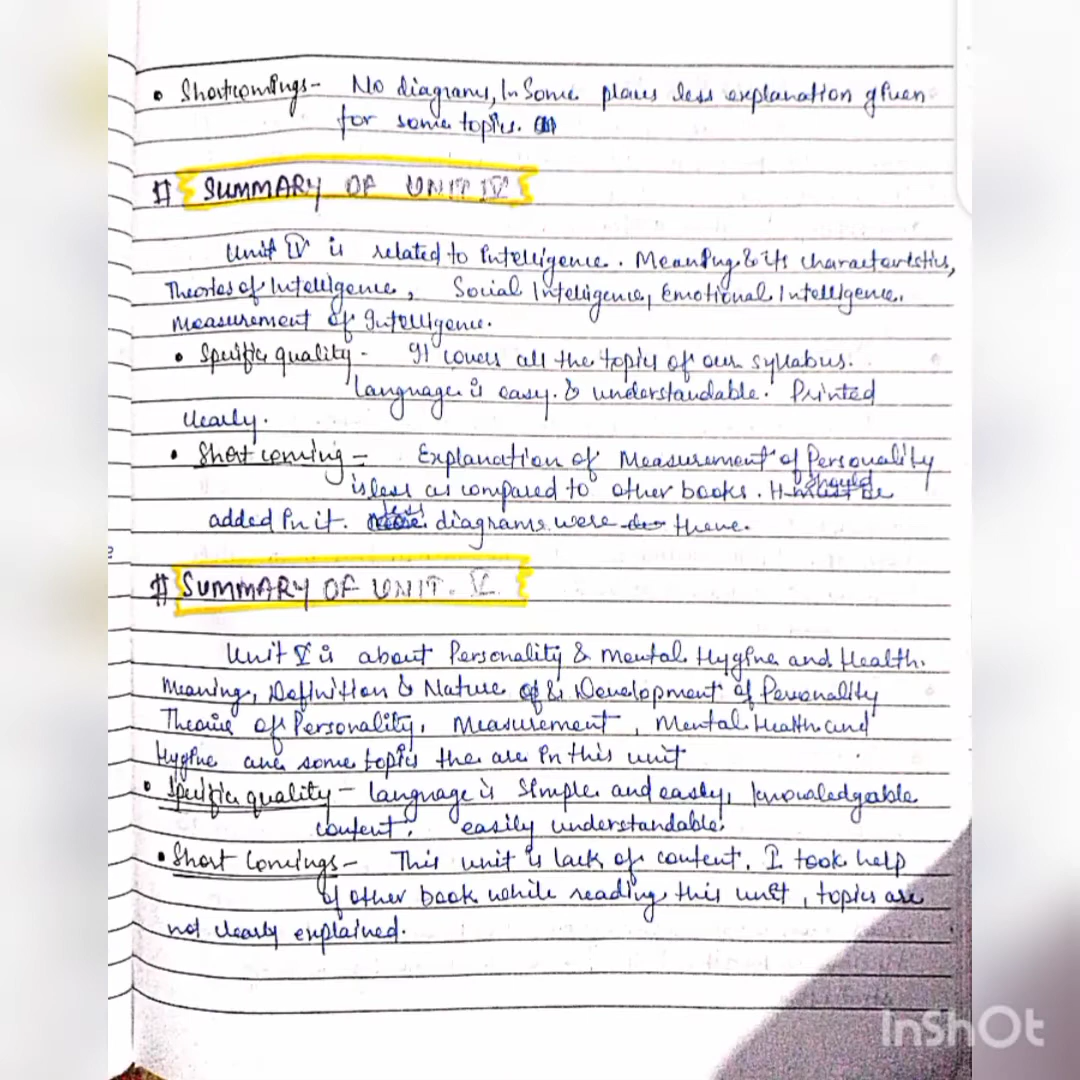 • Shortcomings - No diagrams, In Some places less explanation given
for some topics.
# SUMMARY OF UNIT IV
Unit IV is related to Intelligence. Meaning & its characteristics,
Theories of Intelligence, Social Intelligence, Emotional Intelligence.
Measurement of Intelligence.
• Specific quality - It covers all the topics of our syllabus.
Language is easy & understandable. Printed
clearly.
• Short coming - Explanation of Measurement of Personality
is less as compared to other books. It should be
added in it. less diagrams were there.
# SUMMARY OF UNIT - V
Unit V is about Personality & Mental Hygine and Health.
Meaning, Definition & Nature of & Development of Personality
Theorie of Personality, Measurement, Mental Health and
Hygine are some topics the are in this unit
• Specific quality - language is simple and easly, knowledgeable
content, easily understandable.
• Short Comings - This unit is lack of content. I took help
of other book while reading this unit, topics are
not clearly explained.
InShOt